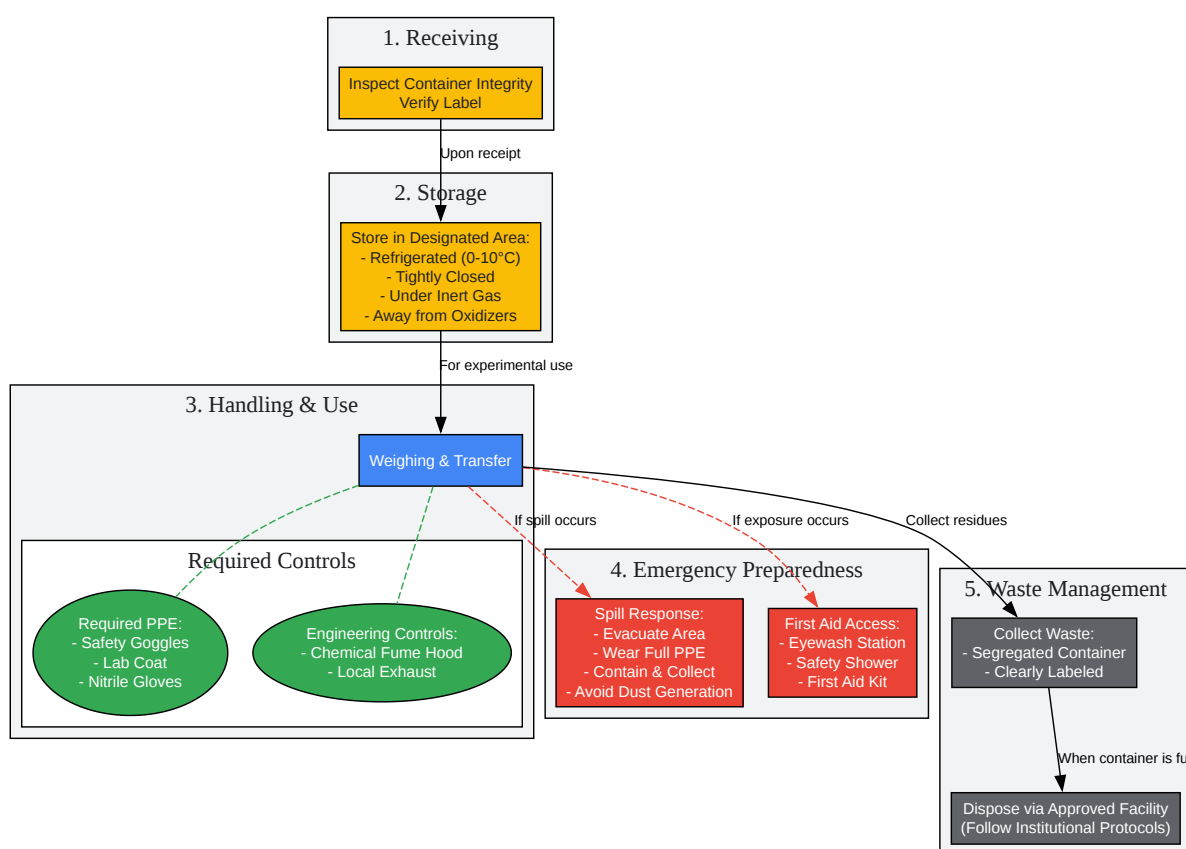 1. Receiving
Inspect Container Integrity
Verify Label
Upon receipt
2. Storage
Store in Designated Area:
- Refrigerated (0-10°C)
- Tightly Closed
- Under Inert Gas
- Away from Oxidizers
For experimental use
3. Handling & Use
Weighing & Transfer
If spill occurs
If exposure occurs
Collect residues
Required Controls
Required PPE:
- Safety Goggles
- Lab Coat
- Nitrile Gloves
Engineering Controls:
- Chemical Fume Hood
- Local Exhaust
4. Emergency Preparedness
Spill Response:
- Evacuate Area
- Wear Full PPE
- Contain & Collect
- Avoid Dust Generation
First Aid Access:
- Eyewash Station
- Safety Shower
- First Aid Kit
5. Waste Management
Collect Waste:
- Segregated Container
- Clearly Labeled
When container is
Dispose via Approved Facility
(Follow Institutional Protocols)